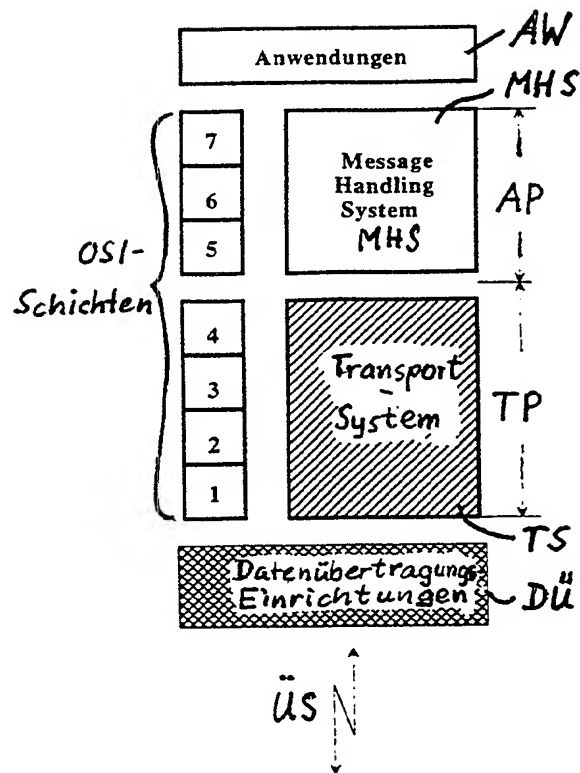 AW
Anwendungen
MHS
7
6
5
Message
Handling
System
MHS
AP
OSI-
Schichten
4
3
2
1
Transport
-
System
TP
TS
Datenübertragungs-
Einrichtungen
DÜ
ÜS